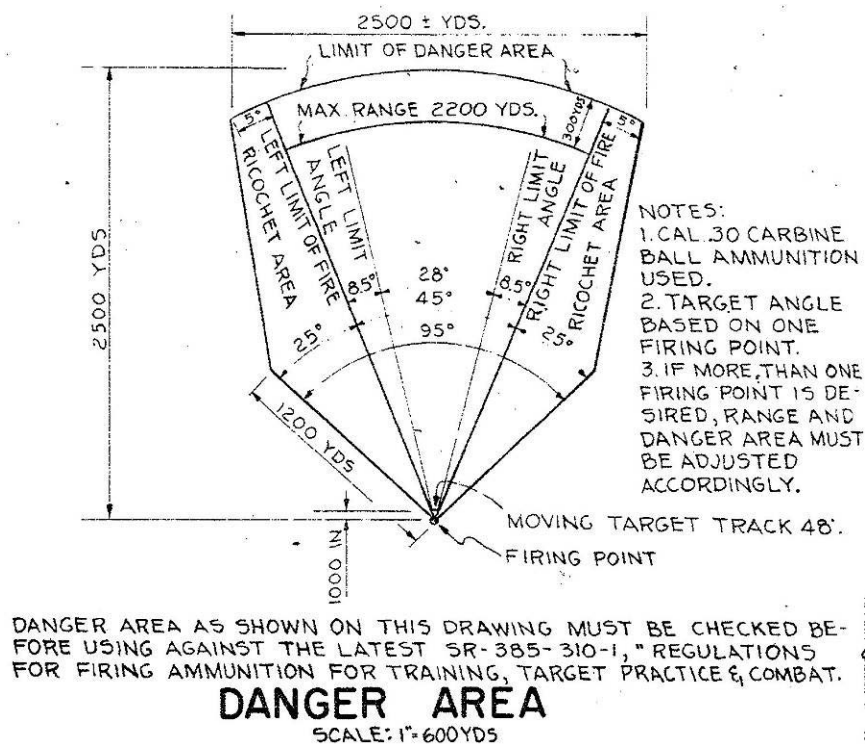 2500 ± YDS.
LIMIT OF DANGER AREA
MAX. RANGE 2200 YDS.
300 YDS
5°
5°
LEFT LIMIT OF FIRE
RICOCHET AREA
LEFT LIMIT
ANGLE
RIGHT LIMIT
ANGLE
RIGHT LIMIT OF FIRE
RICOCHET AREA
2500 YDS
8.5°
28°
8.5°
45°
25°
95°
25°
1200 YDS
1000 IN
MOVING TARGET TRACK 48'.
FIRING POINT
NOTES:
1. CAL .30 CARBINE
BALL AMMUNITION
USED.
2. TARGET ANGLE
BASED ON ONE
FIRING POINT.
3. IF MORE, THAN ONE
FIRING POINT IS DE-
SIRED, RANGE AND
DANGER AREA MUST
BE ADJUSTED
ACCORDINGLY.
DANGER AREA AS SHOWN ON THIS DRAWING MUST BE CHECKED BE-
FORE USING AGAINST THE LATEST SR-385-310-1, "REGULATIONS
FOR FIRING AMMUNITION FOR TRAINING, TARGET PRACTICE & COMBAT.
DANGER AREA
SCALE: 1"=600YDS